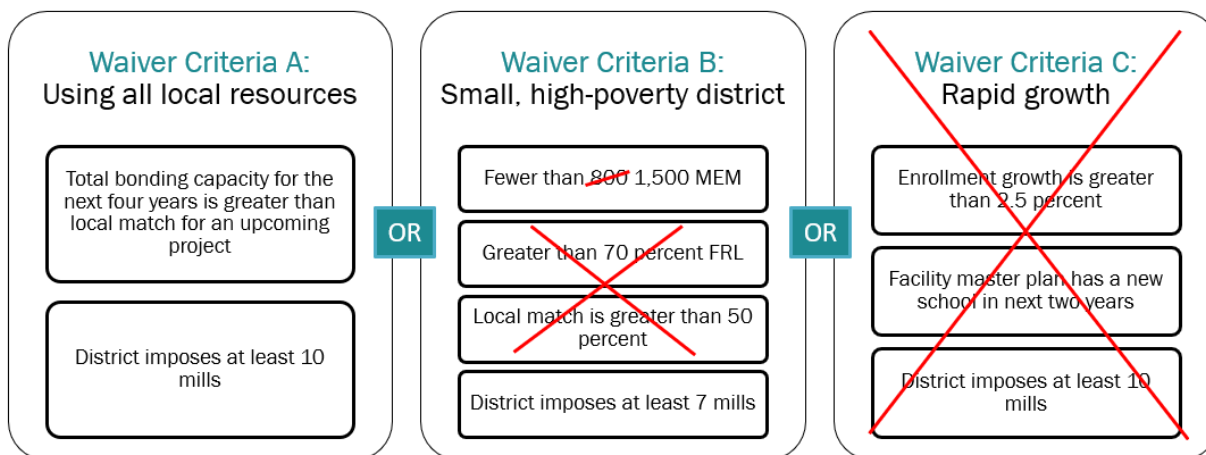 Waiver Criteria A:
Using all local resources
Total bonding capacity for the
next four years is greater than
local match for an upcoming
project
District imposes at least 10
mills
OR
Waiver Criteria B:
Small, high-poverty district
Fewer than 800 1,500 MEM
Greater than 70 percent FRL
Local match is greater than 50
percent
District imposes at least 7 mills
OR
Waiver Criteria C:
Rapid growth
Enrollment growth is greater
than 2.5 percent
Facility master plan has a new
school in next two years
District imposes at least 10
mills